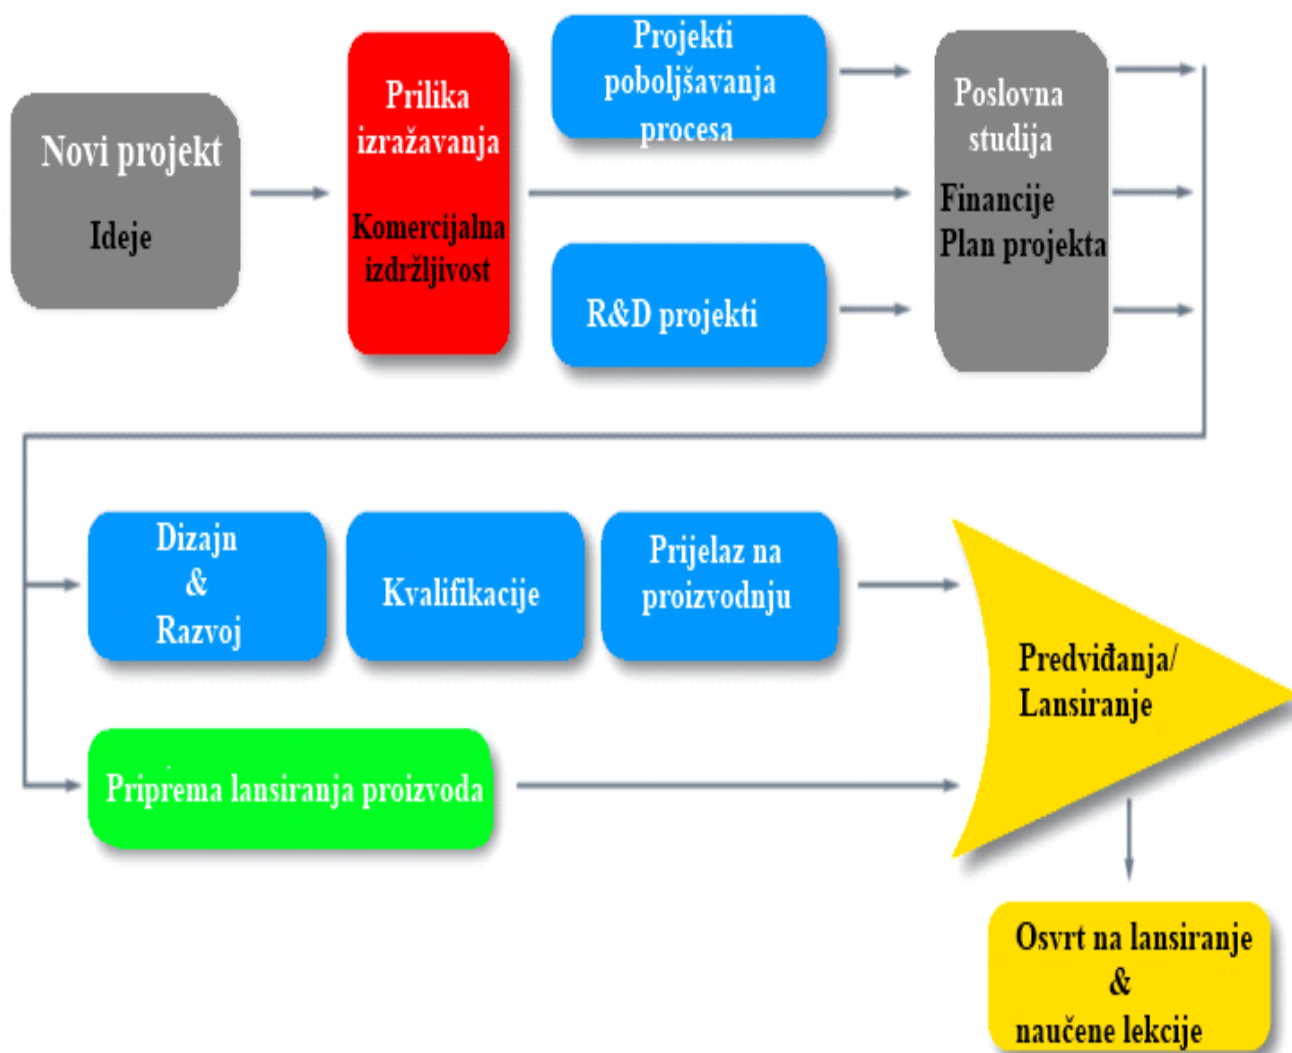 Novi projekt
Ideje
Prilika
izražavanja
Komercijalna
izdržljivost
Projekti
poboljšavanja
procesa
R&D projekti
Poslovna
studija
Financije
Plan projekta
Dizajn
&
Razvoj
Kvalifikacije
Prijelaz na
proizvodnju
Priprema lansiranja proizvoda
Predviđanja/
Lansiranje
Osvrt na lansiranje
&
naučene lekcije